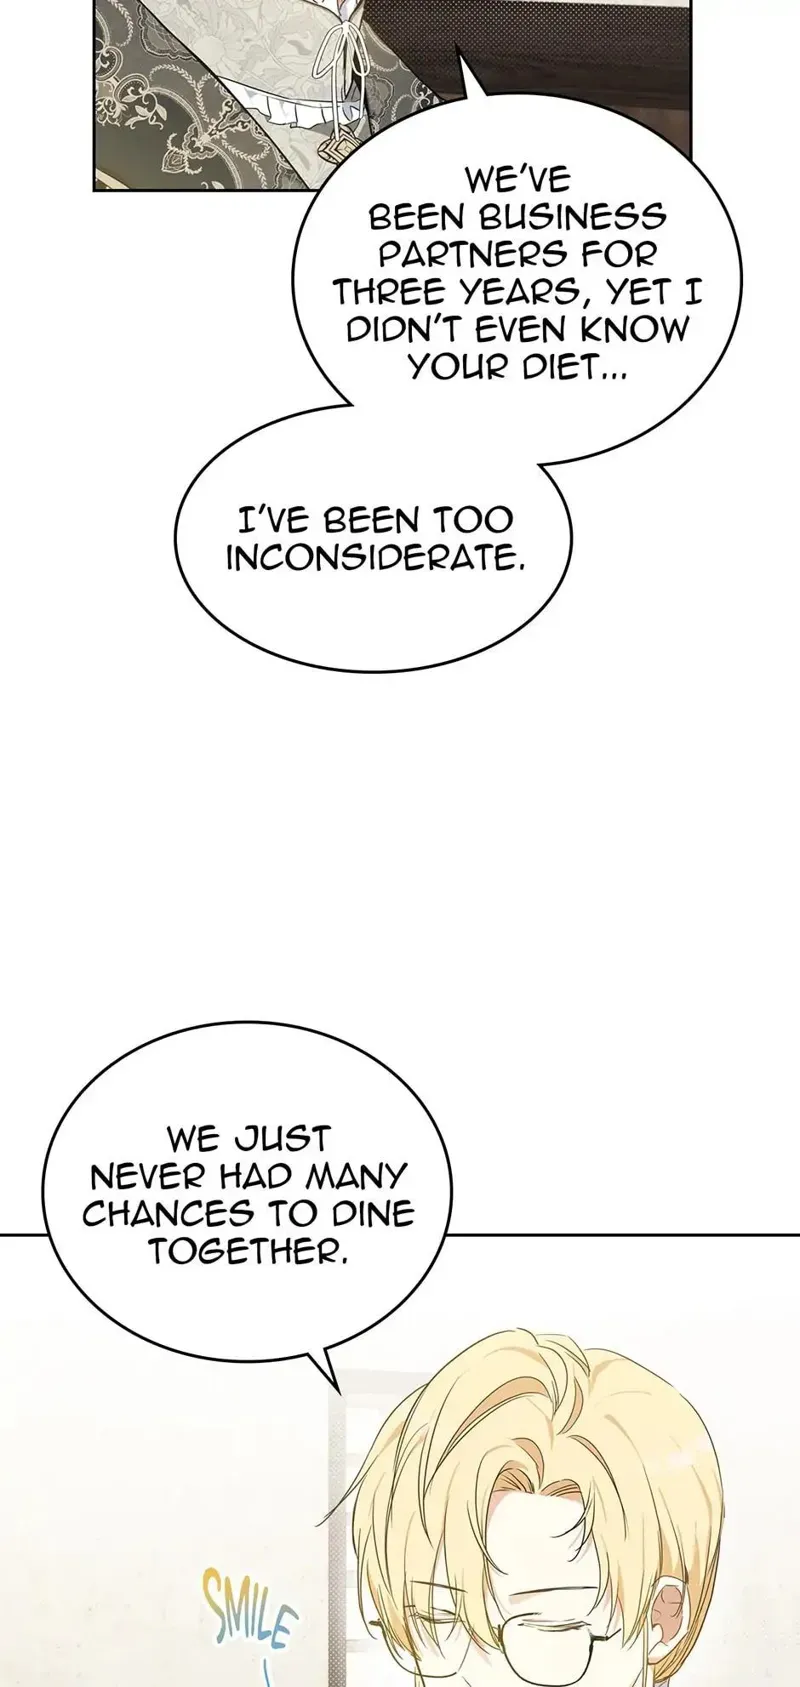 WE'VE
BEEN BUSINESS
PARTNERS FOR
THREE YEARS, YET I
DIDN'T EVEN KNOW
YOUR DIET...
I'VE BEEN TOO
INCONSIDERATE.
WE JUST
NEVER HAD MANY
CHANCES TO DINE
TOGETHER.
SMILE